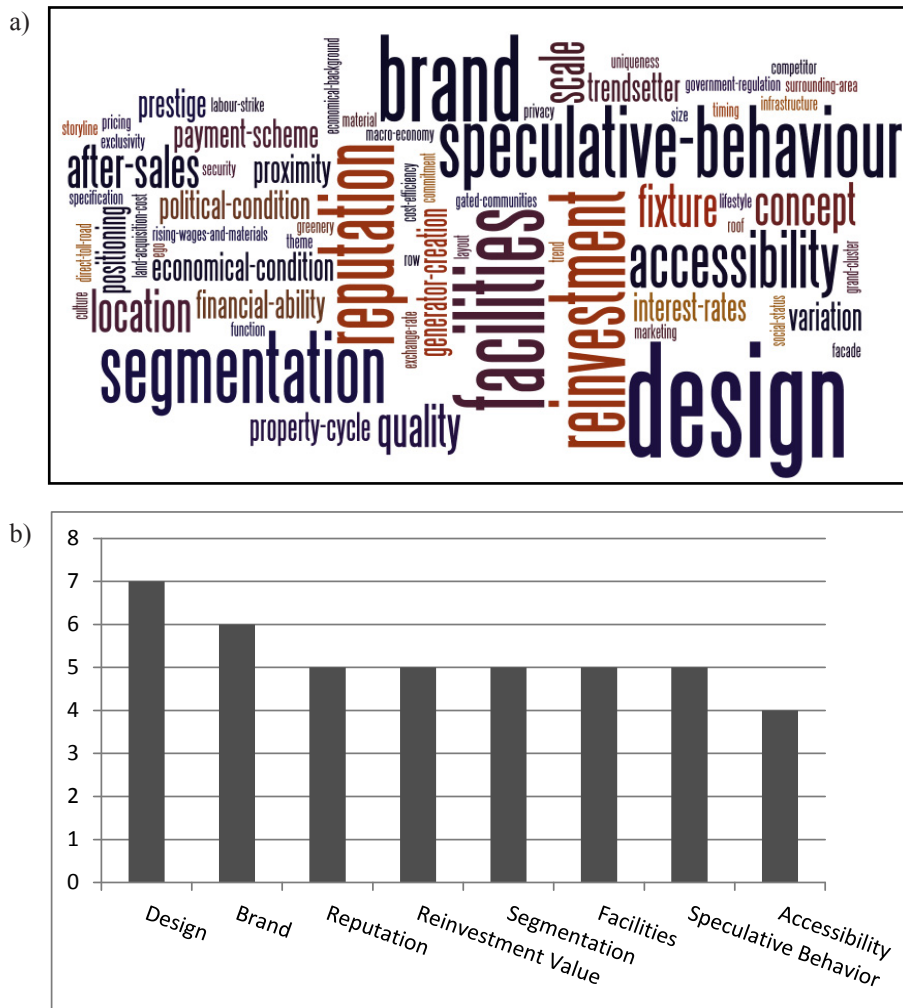 a)
economical-background
brand
scale
uniqueness
competitor
trendsetter
government-regulation
surrounding-area
prestige
labour-strike
storyline
pricing
exclusivity
payment-scheme
material
macro-economy
privacy
size
timing
infrastructure
speculative-behaviour
after-sales
security
proximity
reputation
cost-efficiency
commitment
specification
positioning
land-acquisition-cost
political-condition
greenery
gated-communities
facilities
reinvestment
fixture
lifestyle
roof
concept
direct-toll-road
ego
rising-wages-and-materials
theme
row
generator-creation
layout
trend
accessibility
grand-cluster
economical-condition
culture
location
financial-ability
function
exchange-rate
interest-rates
marketing
social-status
variation
facade
segmentation
property-cycle
quality
design
b)
8
7
6
5
4
3
2
1
0
Design
Brand
Reputation
Reinvestment Value
Segmentation
Facilities
Speculative Behavior
Accessibility